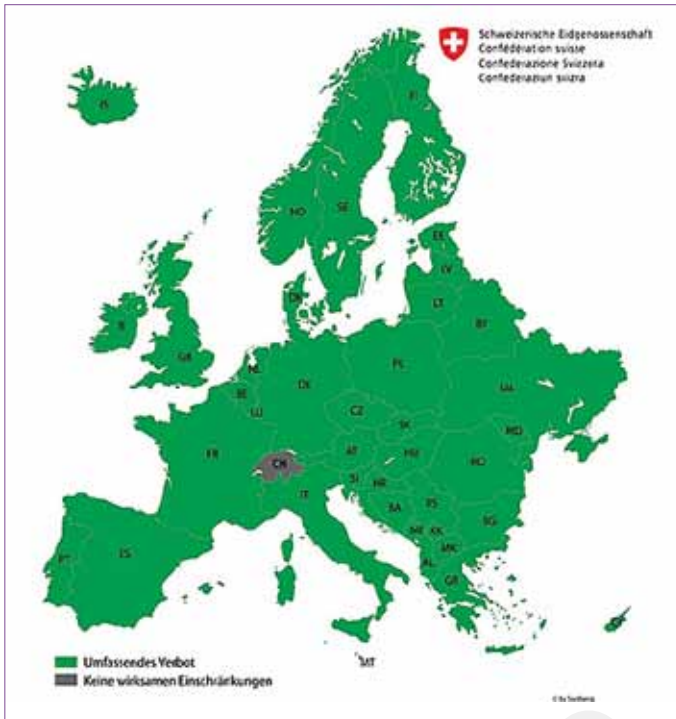 Schweizerische Eidgenossenschaft
Confédération suisse
Confederazione Svizzera
Confederaziun svizra
IS
FI
NO
SE
EE
LV
DK
LT
BY
IE
GB
NL
DE
PL
BE
LU
UA
CZ
SK
FR
AT
HU
MD
CH
SI
HR
RO
IT
BA
RS
BG
ME
KK
MK
AL
GR
PT
ES
CY
MT
Umfassendes Verbot
Keine wirksamen Einschränkungen